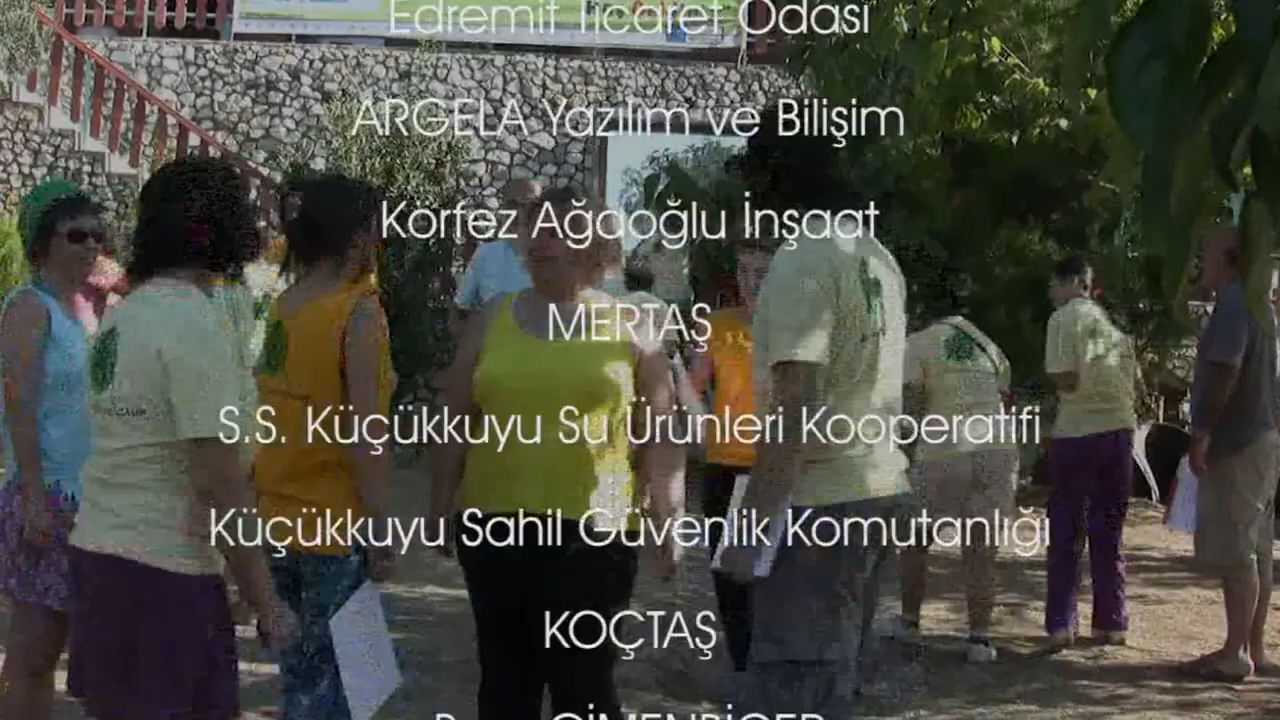 Edremit Ticaret Odası
ARGELA Yazılım ve Bilişim
Körfez Ağaoğlu İnşaat
MERTAŞ
S.S. Küçükkuyu Su Ürünleri Kooperatifi
Küçükkuyu Sahil Güvenlik Komutanlığı
KOÇTAŞ